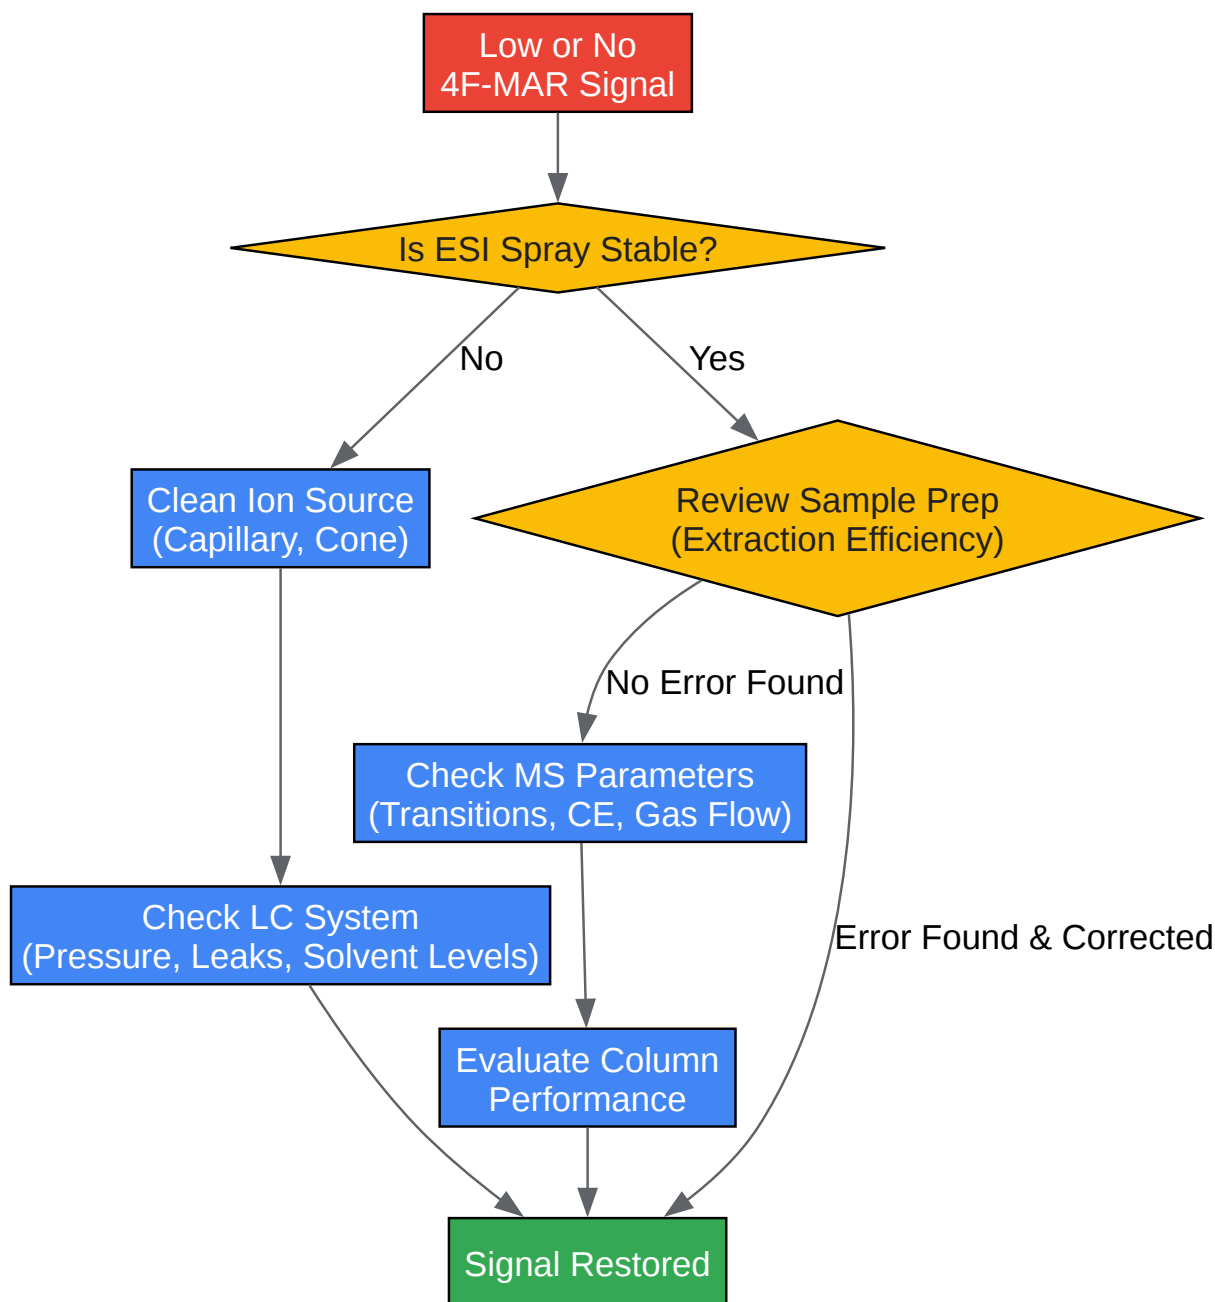 Low or No
4F-MAR Signal
Is ESI Spray Stable?
No
Yes
Clean Ion Source
(Capillary, Cone)
Review Sample Prep
(Extraction Efficiency)
No Error Found
Check MS Parameters
(Transitions, CE, Gas Flow)
Check LC System
(Pressure, Leaks, Solvent Levels)
Error Found & Corrected
Evaluate Column
Performance
Signal Restored